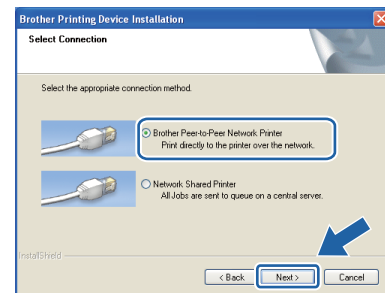 Brother Printing Device Installation
Select Connection
Select the appropriate connection method.
Brother Peer-to-Peer Network Printer
Print directly to the printer over the network.
Network Shared Printer
All Jobs are sent to queue on a central server.
InstallShield
< Back Next > Cancel